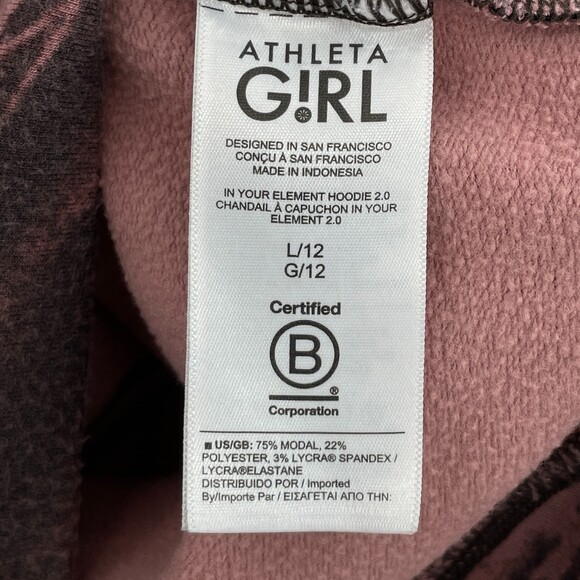 ATHLETA
G!RL
DESIGNED IN SAN FRANCISCO
CONÇU À SAN FRANCISCO
MADE IN INDONESIA
IN YOUR ELEMENT HOODIE 2.0
CHANDAIL À CAPUCHON IN YOUR
ELEMENT 2.0
L/12
G/12
Certified
B
®
Corporation
■ US/GB: 75% MODAL, 22%
POLYESTER, 3% LYCRA® SPANDEX /
LYCRA®ELASTANE
DISTRIBUIDO POR / Imported
By/Importe Par / ΕΙΣΑΓΕΤΑΙ ΑΠΟ ΤΗΝ: